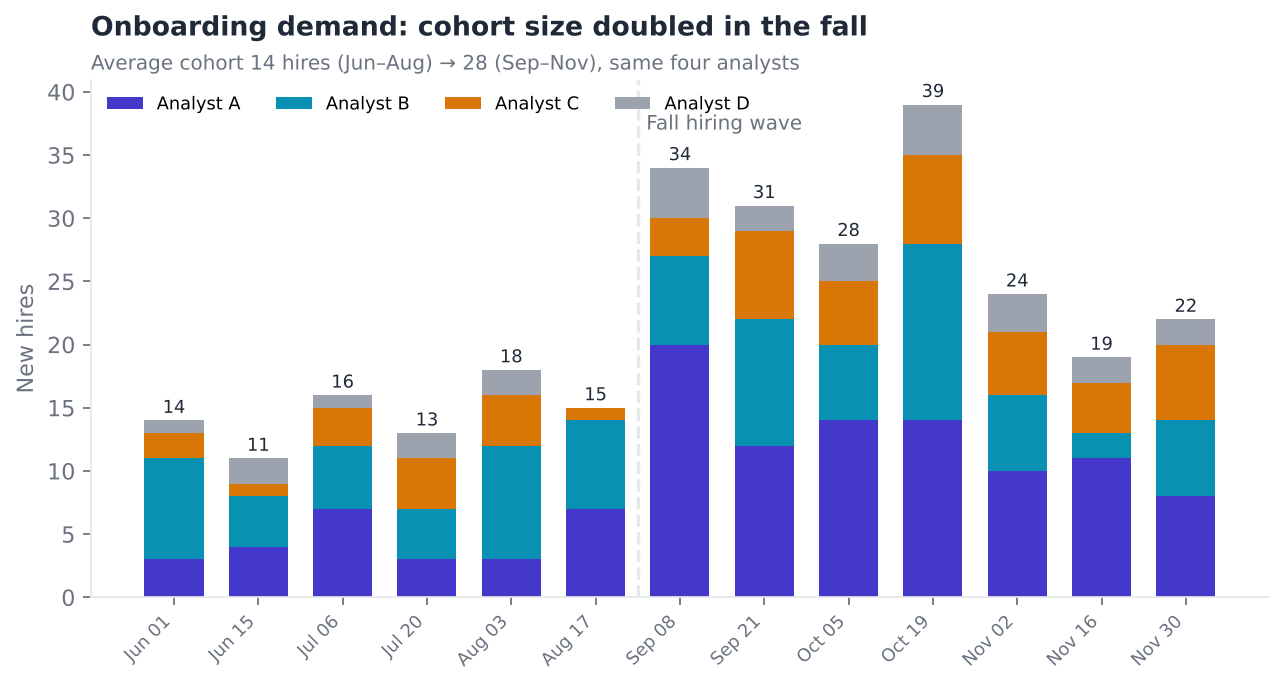 Onboarding demand: cohort size doubled in the fall
Average cohort 14 hires (Jun–Aug) → 28 (Sep–Nov), same four analysts
Analyst A Analyst B Analyst C Analyst D
Fall hiring wave
New hires
40
35
30
25
20
15
10
5
0
14
11
16
13
18
15
34
31
28
39
24
19
22
Jun 01
Jun 15
Jul 06
Jul 20
Aug 03
Aug 17
Sep 08
Sep 21
Oct 05
Oct 19
Nov 02
Nov 16
Nov 30